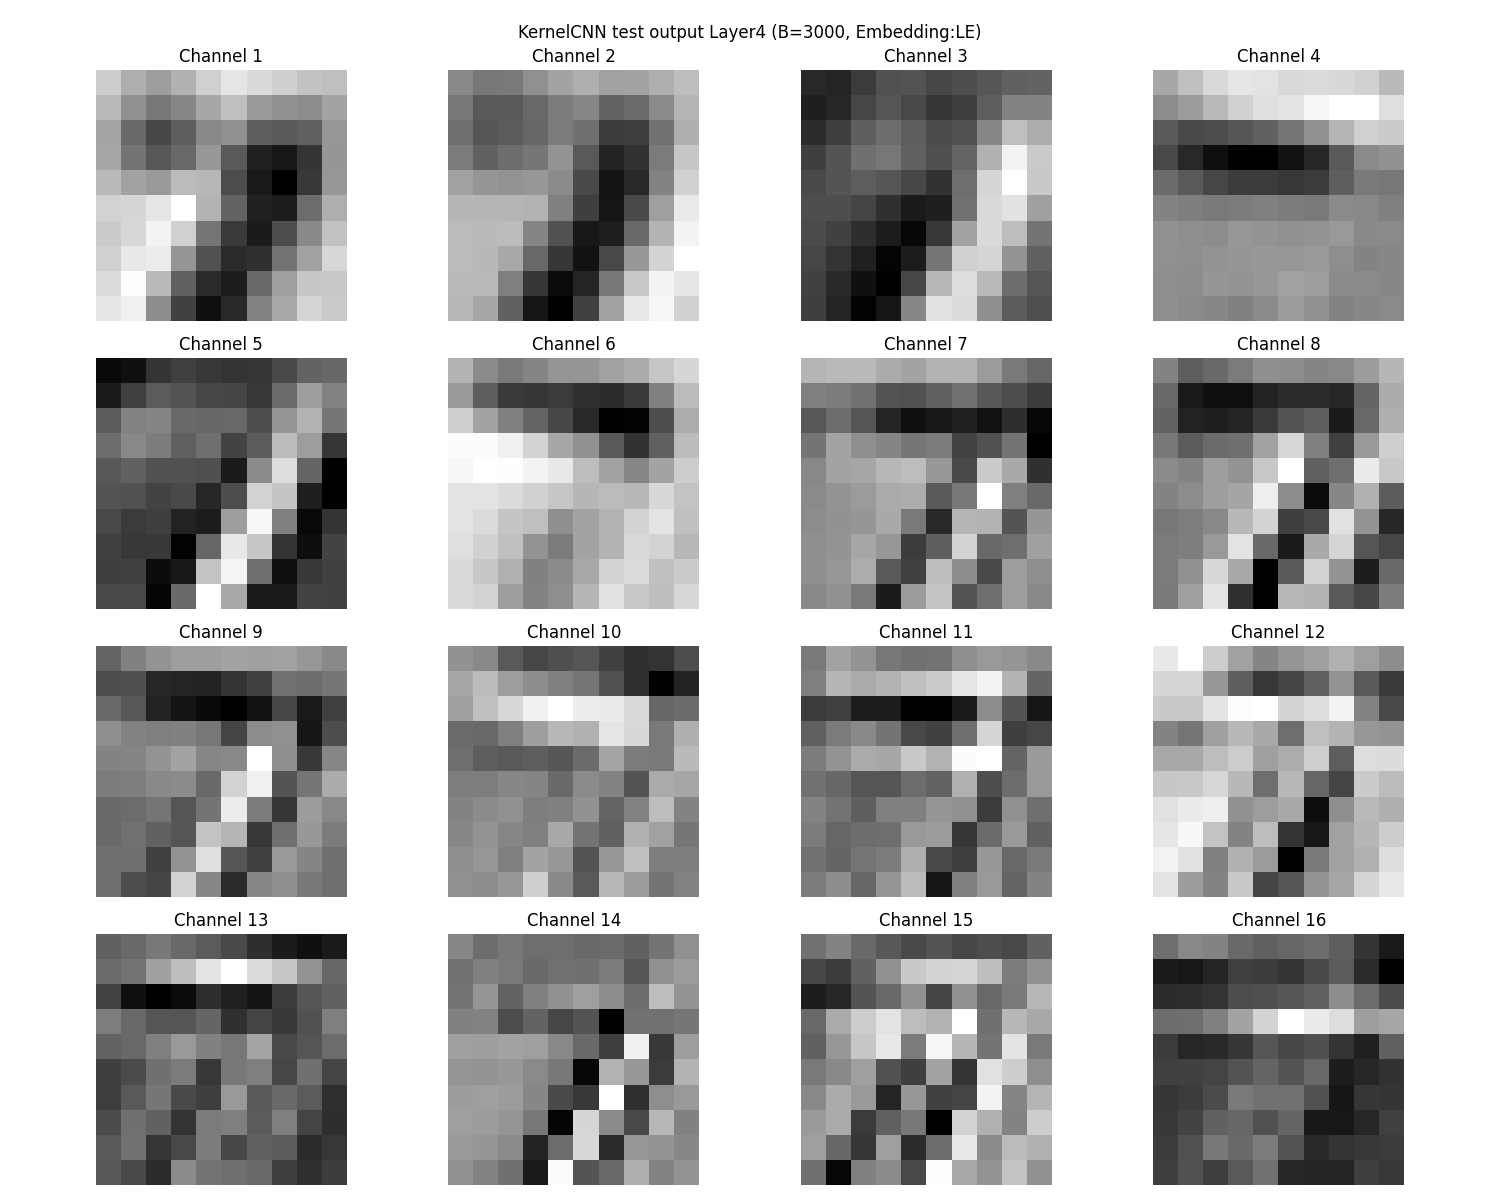 KernelCNN test output Layer4 (B=3000, Embedding:LE)
Channel 1
Channel 2
Channel 3
Channel 4
Channel 5
Channel 6
Channel 7
Channel 8
Channel 9
Channel 10
Channel 11
Channel 12
Channel 13
Channel 14
Channel 15
Channel 16